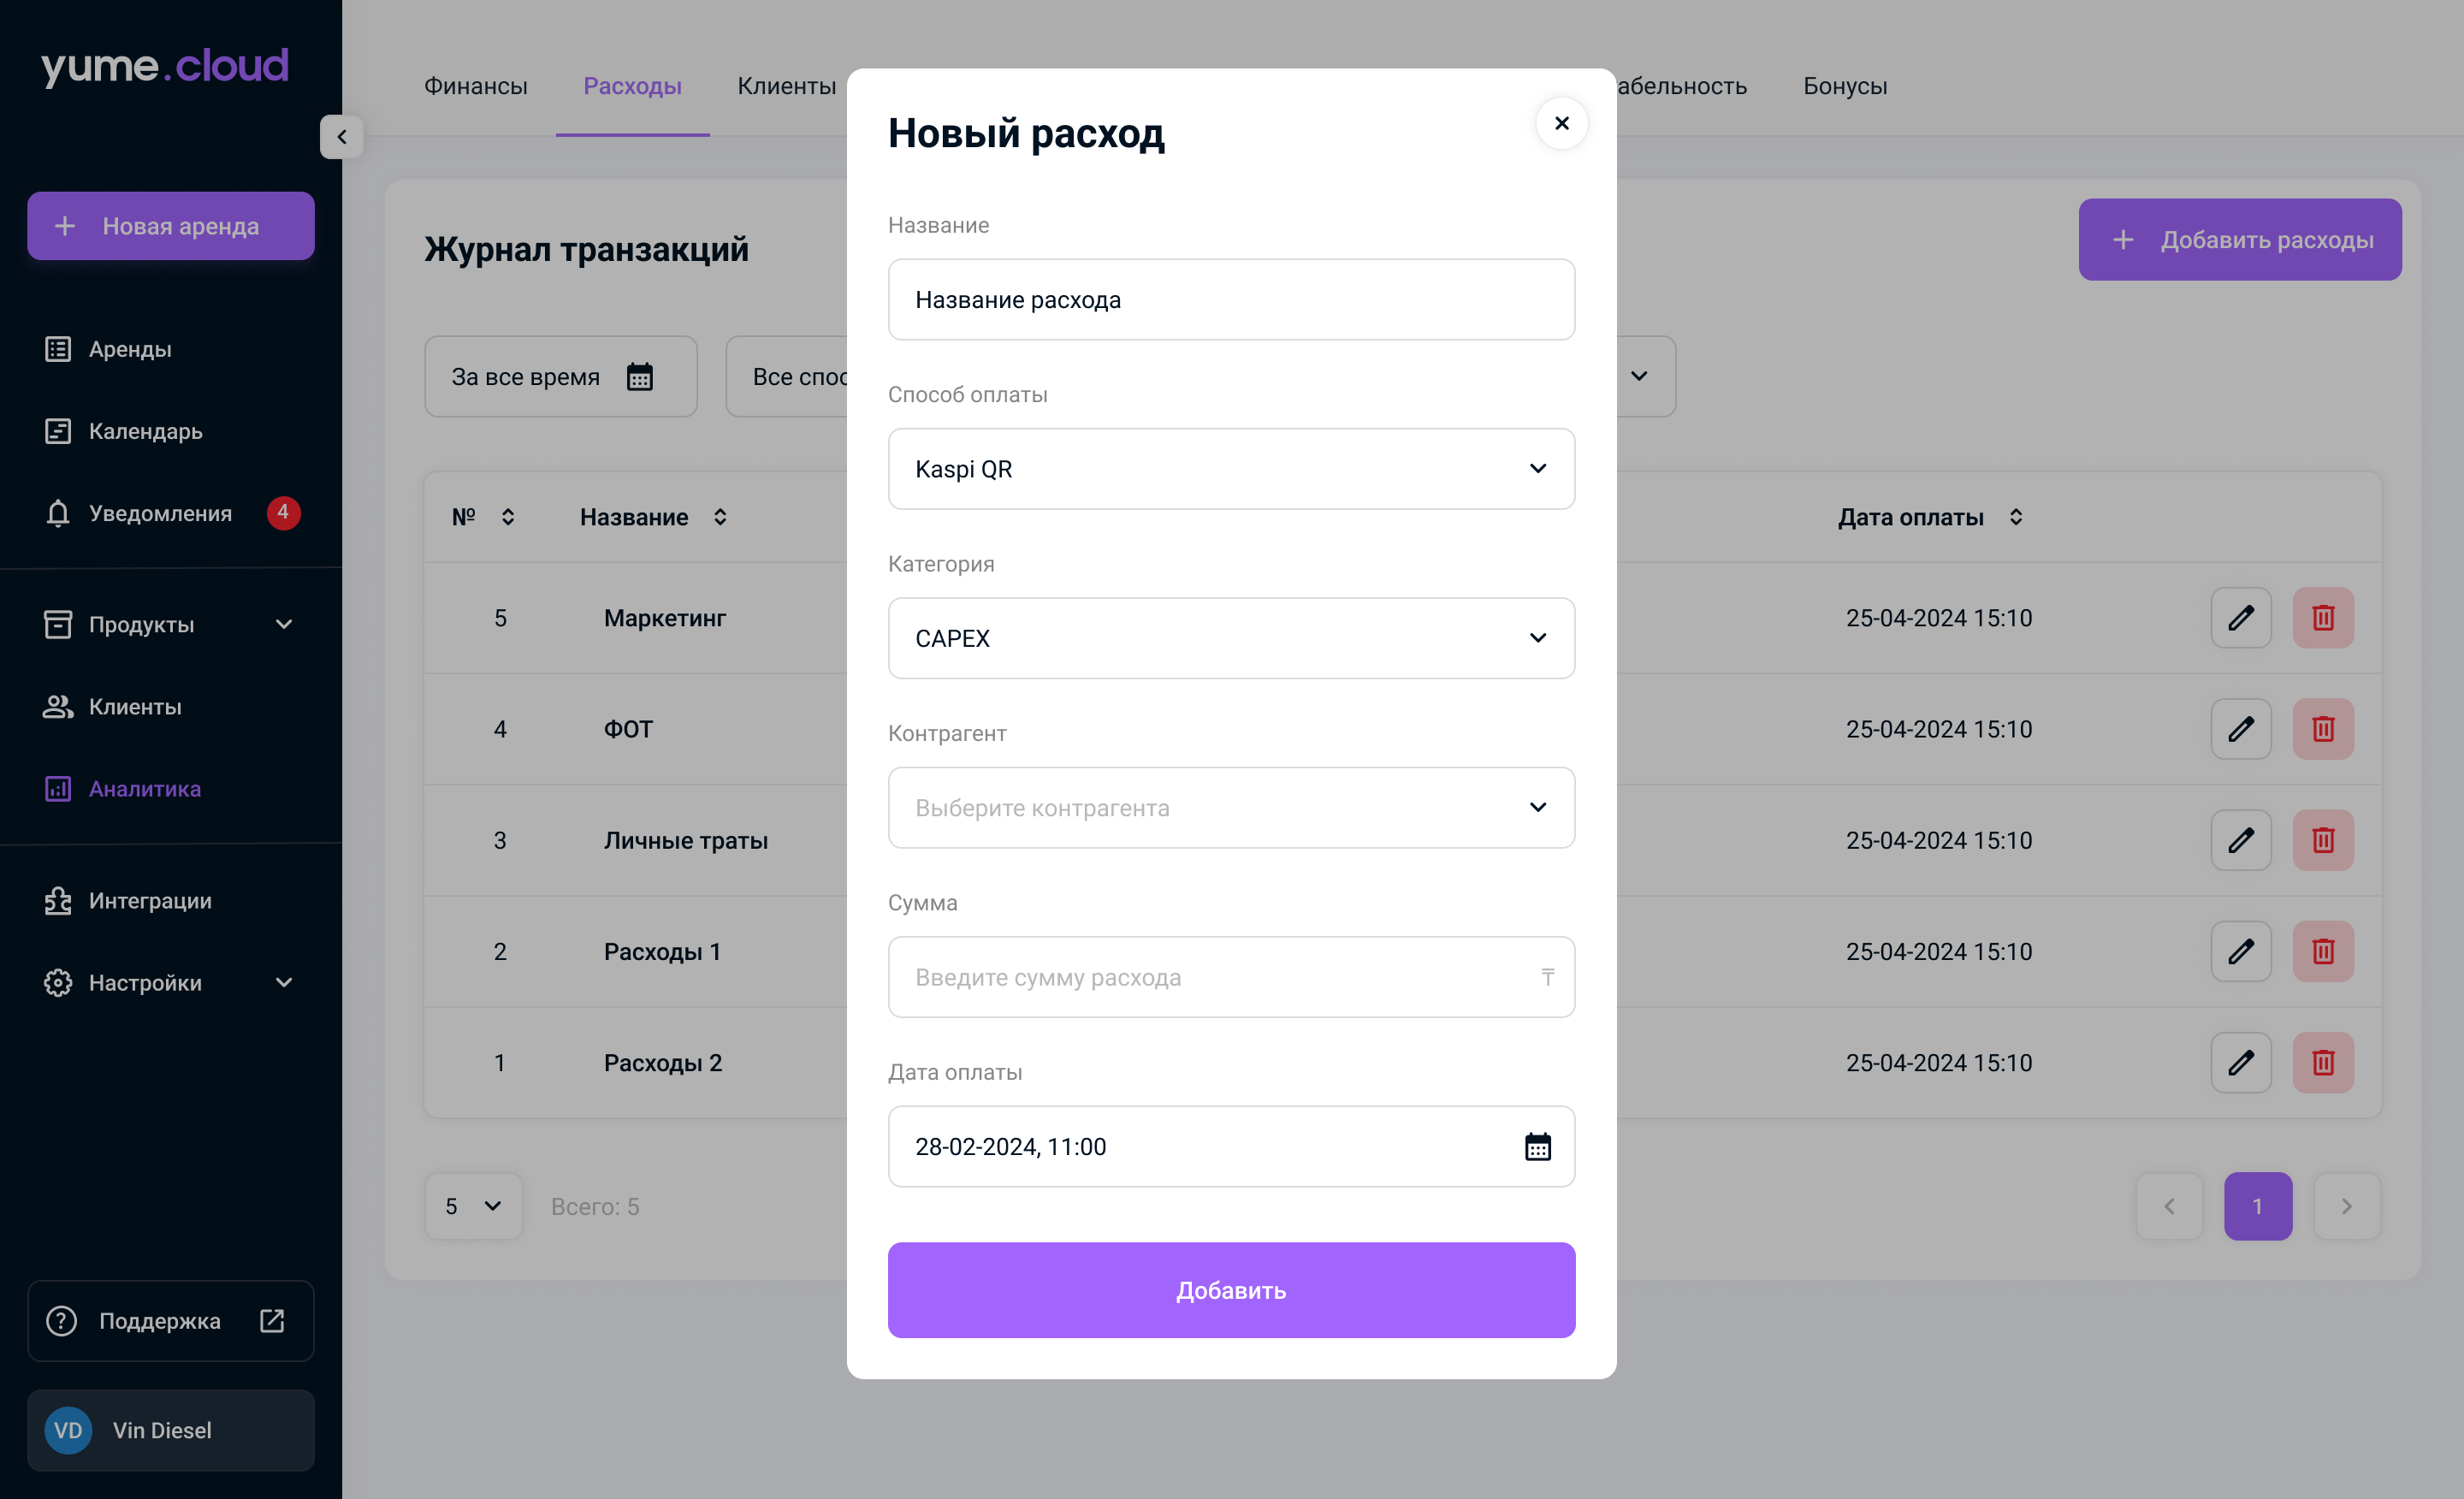 yume.cloud
Новая аренда
Аренды
Календарь
Уведомления 4
Продукты
Клиенты
Аналитика
Интеграции
Настройки
Поддержка
VD Vin Diesel
Финансы Расходы Клиенты Бонусы
Журнал транзакций
Добавить расходы
За все время Все
№ Название Дата оплаты
5 Маркетинг 25-04-2024 15:10
4 ФОТ 25-04-2024 15:10
3 Личные траты 25-04-2024 15:10
2 Расходы 1 25-04-2024 15:10
1 Расходы 2 25-04-2024 15:10
5 Всего: 5 1
Новый расход
Название
Название расхода
Способ оплаты
Kaspi QR
Категория
CAPEX
Контрагент
Выберите контрагента
Сумма
Введите сумму расхода ₸
Дата оплаты
28-02-2024, 11:00
Добавить